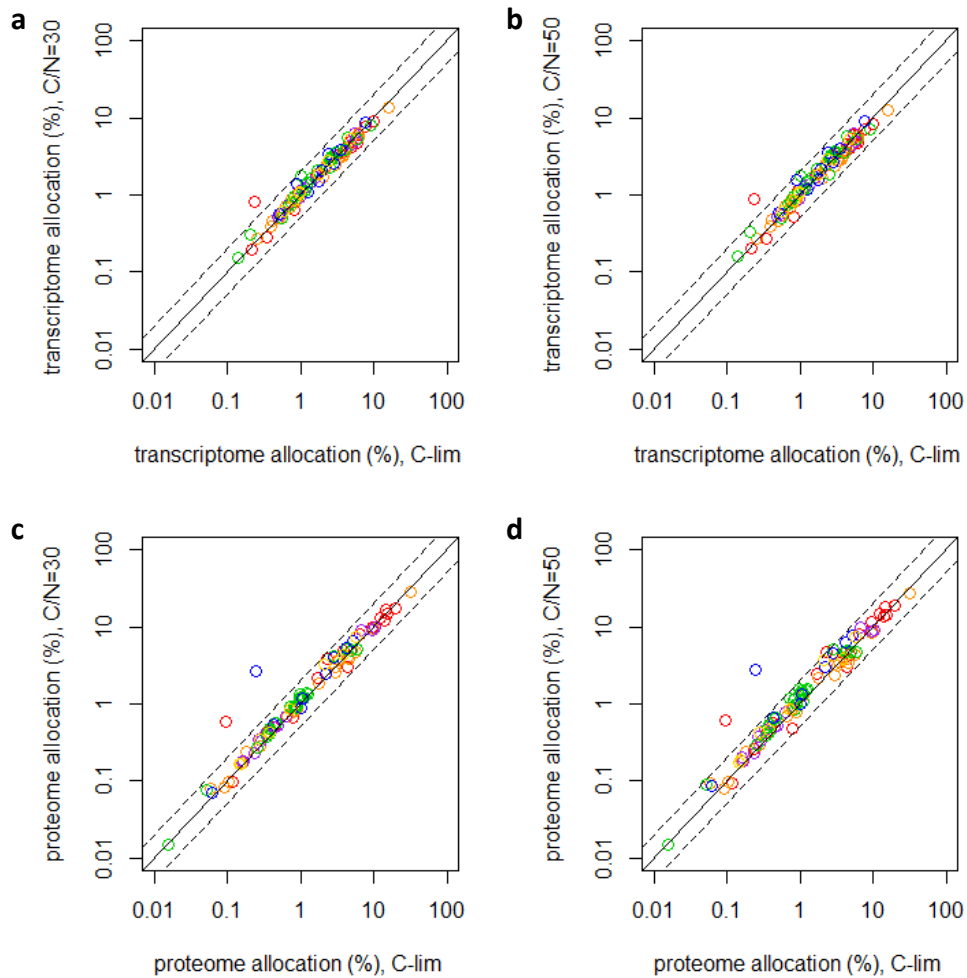 a
transcriptome allocation (%), C/N=30
100
10
1
0.1
0.01
0.01 0.1 1 10 100
transcriptome allocation (%), C-lim
b
transcriptome allocation (%), C/N=50
100
10
1
0.1
0.01
0.01 0.1 1 10 100
transcriptome allocation (%), C-lim
c
proteome allocation (%), C/N=30
100
10
1
0.1
0.01
0.01 0.1 1 10 100
proteome allocation (%), C-lim
d
proteome allocation (%), C/N=50
100
10
1
0.1
0.01
0.01 0.1 1 10 100
proteome allocation (%), C-lim